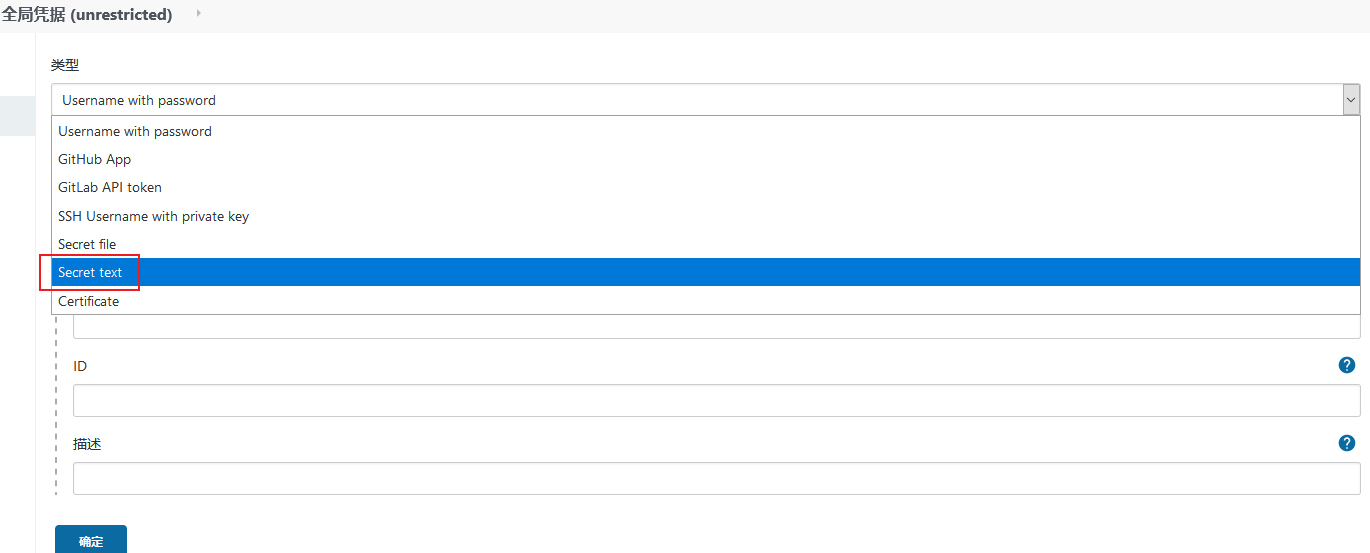 全局凭据 (unrestricted)
类型
Username with password
Username with password
GitHub App
GitLab API token
SSH Username with private key
Secret file
Secret text
Certificate
ID
?
描述
?
确定